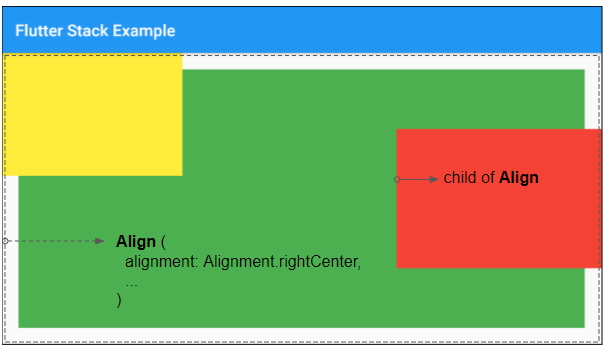 Flutter Stack Example
child of Align
Align (
alignment: Alignment.rightCenter,
...
)